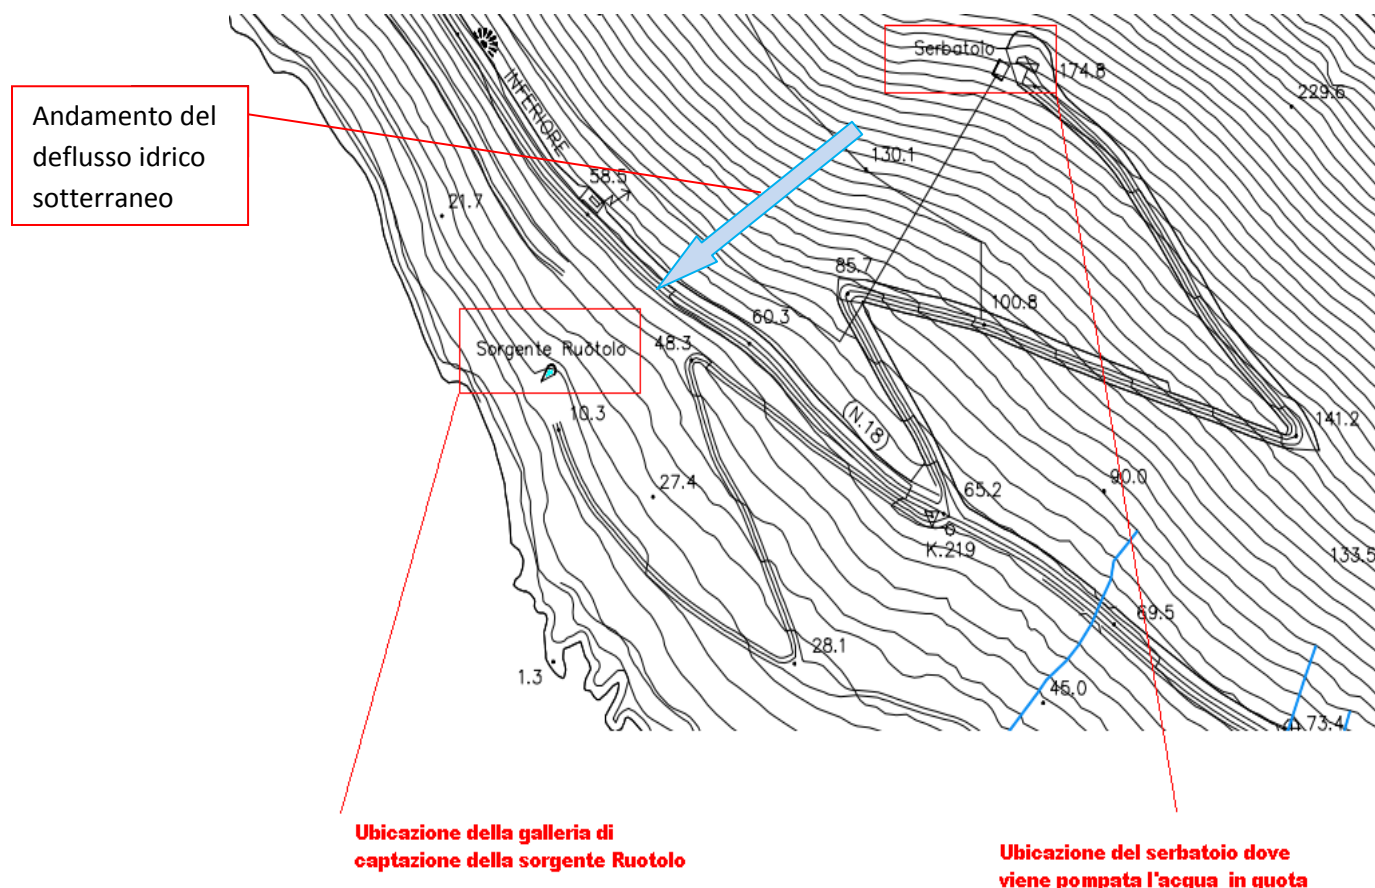 Serbatoio
174.8
229.6
Andamento del
deflusso idrico
sotterraneo
INFERIORE
130.1
58.5
21.7
85.7
100.8
60.3
Sorgente Ruotolo
48.3
10.3
(N.18)
141.2
27.4
65.2
90.0
K.219
133.5
69.5
28.1
1.3
45.0
73.4
Ubicazione della galleria di
captazione della sorgente Ruotolo
Ubicazione del serbatoio dove
viene pompata l'acqua in quota